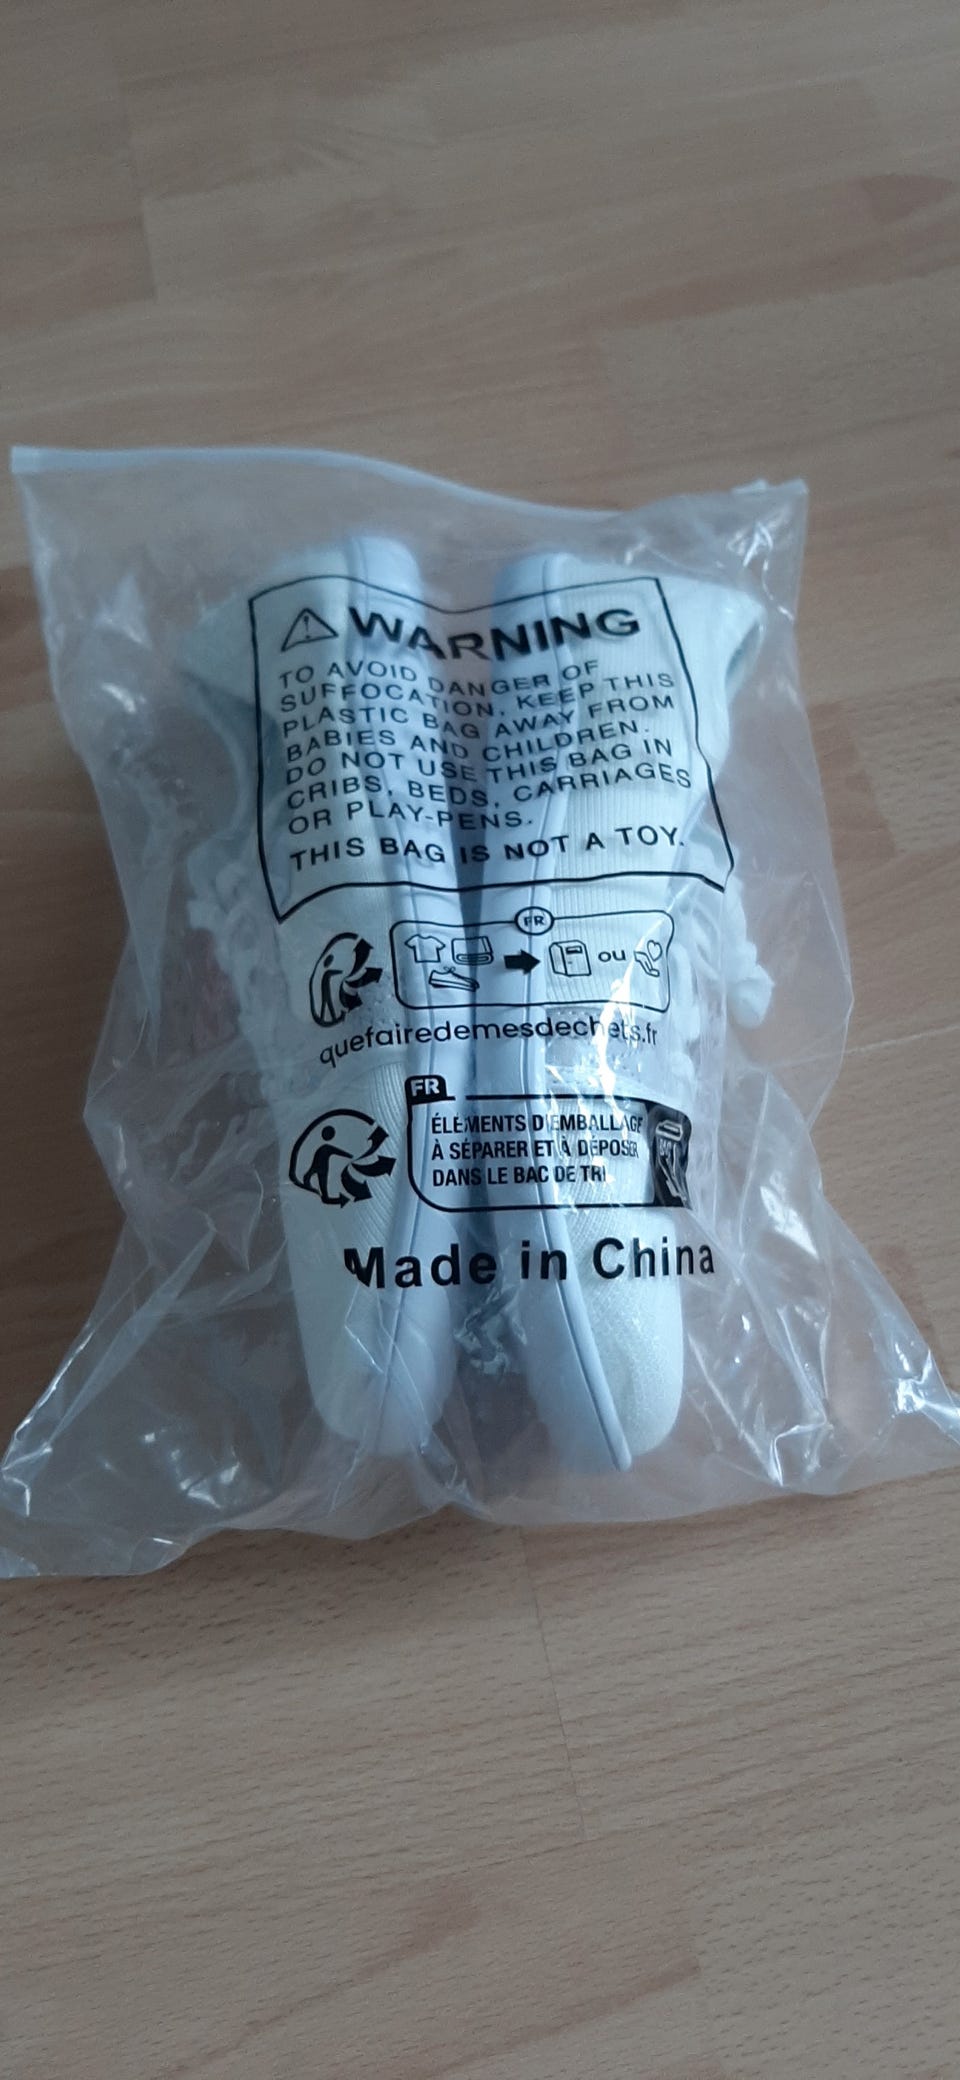 WARNING
TO AVOID DANGER OF
SUFFOCATION, KEEP THIS
PLASTIC BAG AWAY FROM
BABIES AND CHILDREN.
DO NOT USE THIS BAG IN
CRIBS, BEDS, CARRIAGES
OR PLAY-PENS.
THIS BAG IS NOT A TOY.
FR
ou
quefairedemesdechets.fr
FR
ÉLÉMENTS D'EMBALLAGE
À SÉPARER ET À DÉPOSER
DANS LE BAC DE TRI
Made in China